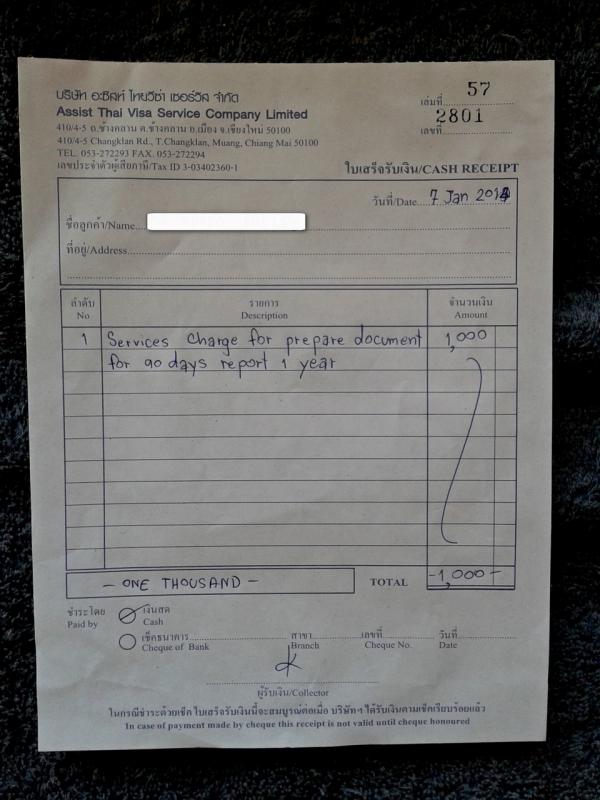 บริษัท อะซิสท์ ไทยวีซ่า เซอร์วิส จำกัด
Assist Thai Visa Service Company Limited
410/4-5 ถ.ช้างคลาน ต.ช้างคลาน อ.เมือง จ.เชียงใหม่ 50100
410/4-5 Changklan Rd., T.Changklan, Muang, Chiang Mai 50100
TEL. 053-272293 FAX. 053-272294
เลขประจำตัวผู้เสียภาษี/Tax ID 3-03402360-1
เล่มที่ 57
เลขที่ 2801
ใบเสร็จรับเงิน/CASH RECEIPT
วันที่/Date 7 Jan
ชื่อลูกค้า/Name
ที่อยู่/Address
ลำดับ รายการ จำนวนเงิน
No Description Amount
1 Services charge for prepare document 1,000
for 90 days report 1 year
- ONE THOUSAND - TOTAL -1,000-
ชำระโดย เงินสด
Paid by Cash
เช็คธนาคาร สาขา เลขที่ วันที่
Cheque of Bank Branch Cheque No. Date
ผู้รับเงิน/Collector
ในกรณีชำระด้วยเช็ค ใบเสร็จรับเงินนี้จะสมบูรณ์ต่อเมื่อ บริษัทฯ ได้รับเงินตามเช็คเรียบร้อยแล้ว
In case of payment made by cheque this receipt is not valid until cheque honoured